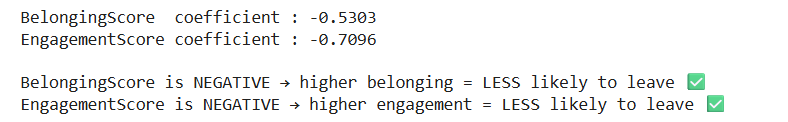 BelongingScore  coefficient : -0.5303
EngagementScore coefficient : -0.7096
BelongingScore is NEGATIVE → higher belonging = LESS likely to leave ✅
EngagementScore is NEGATIVE → higher engagement = LESS likely to leave ✅